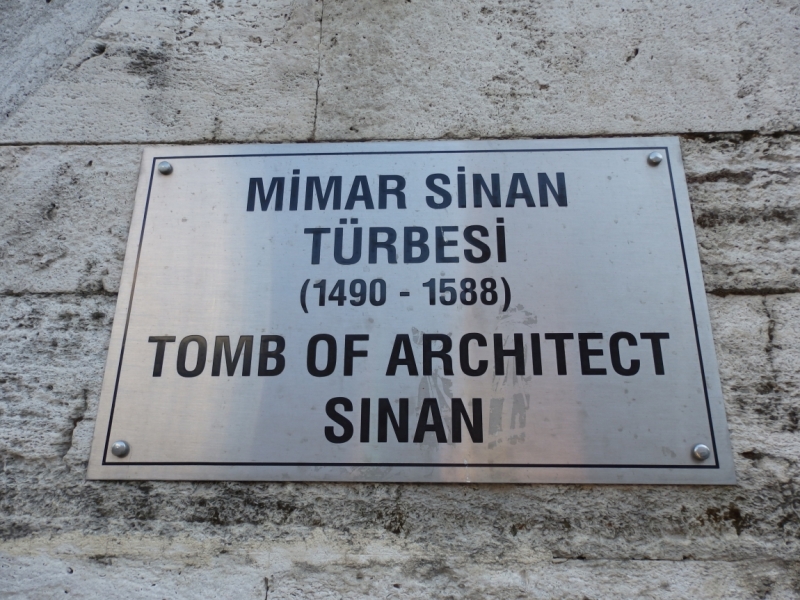 MİMAR SİNAN
TÜRBESİ
(1490 - 1588)
TOMB OF ARCHITECT
SINAN